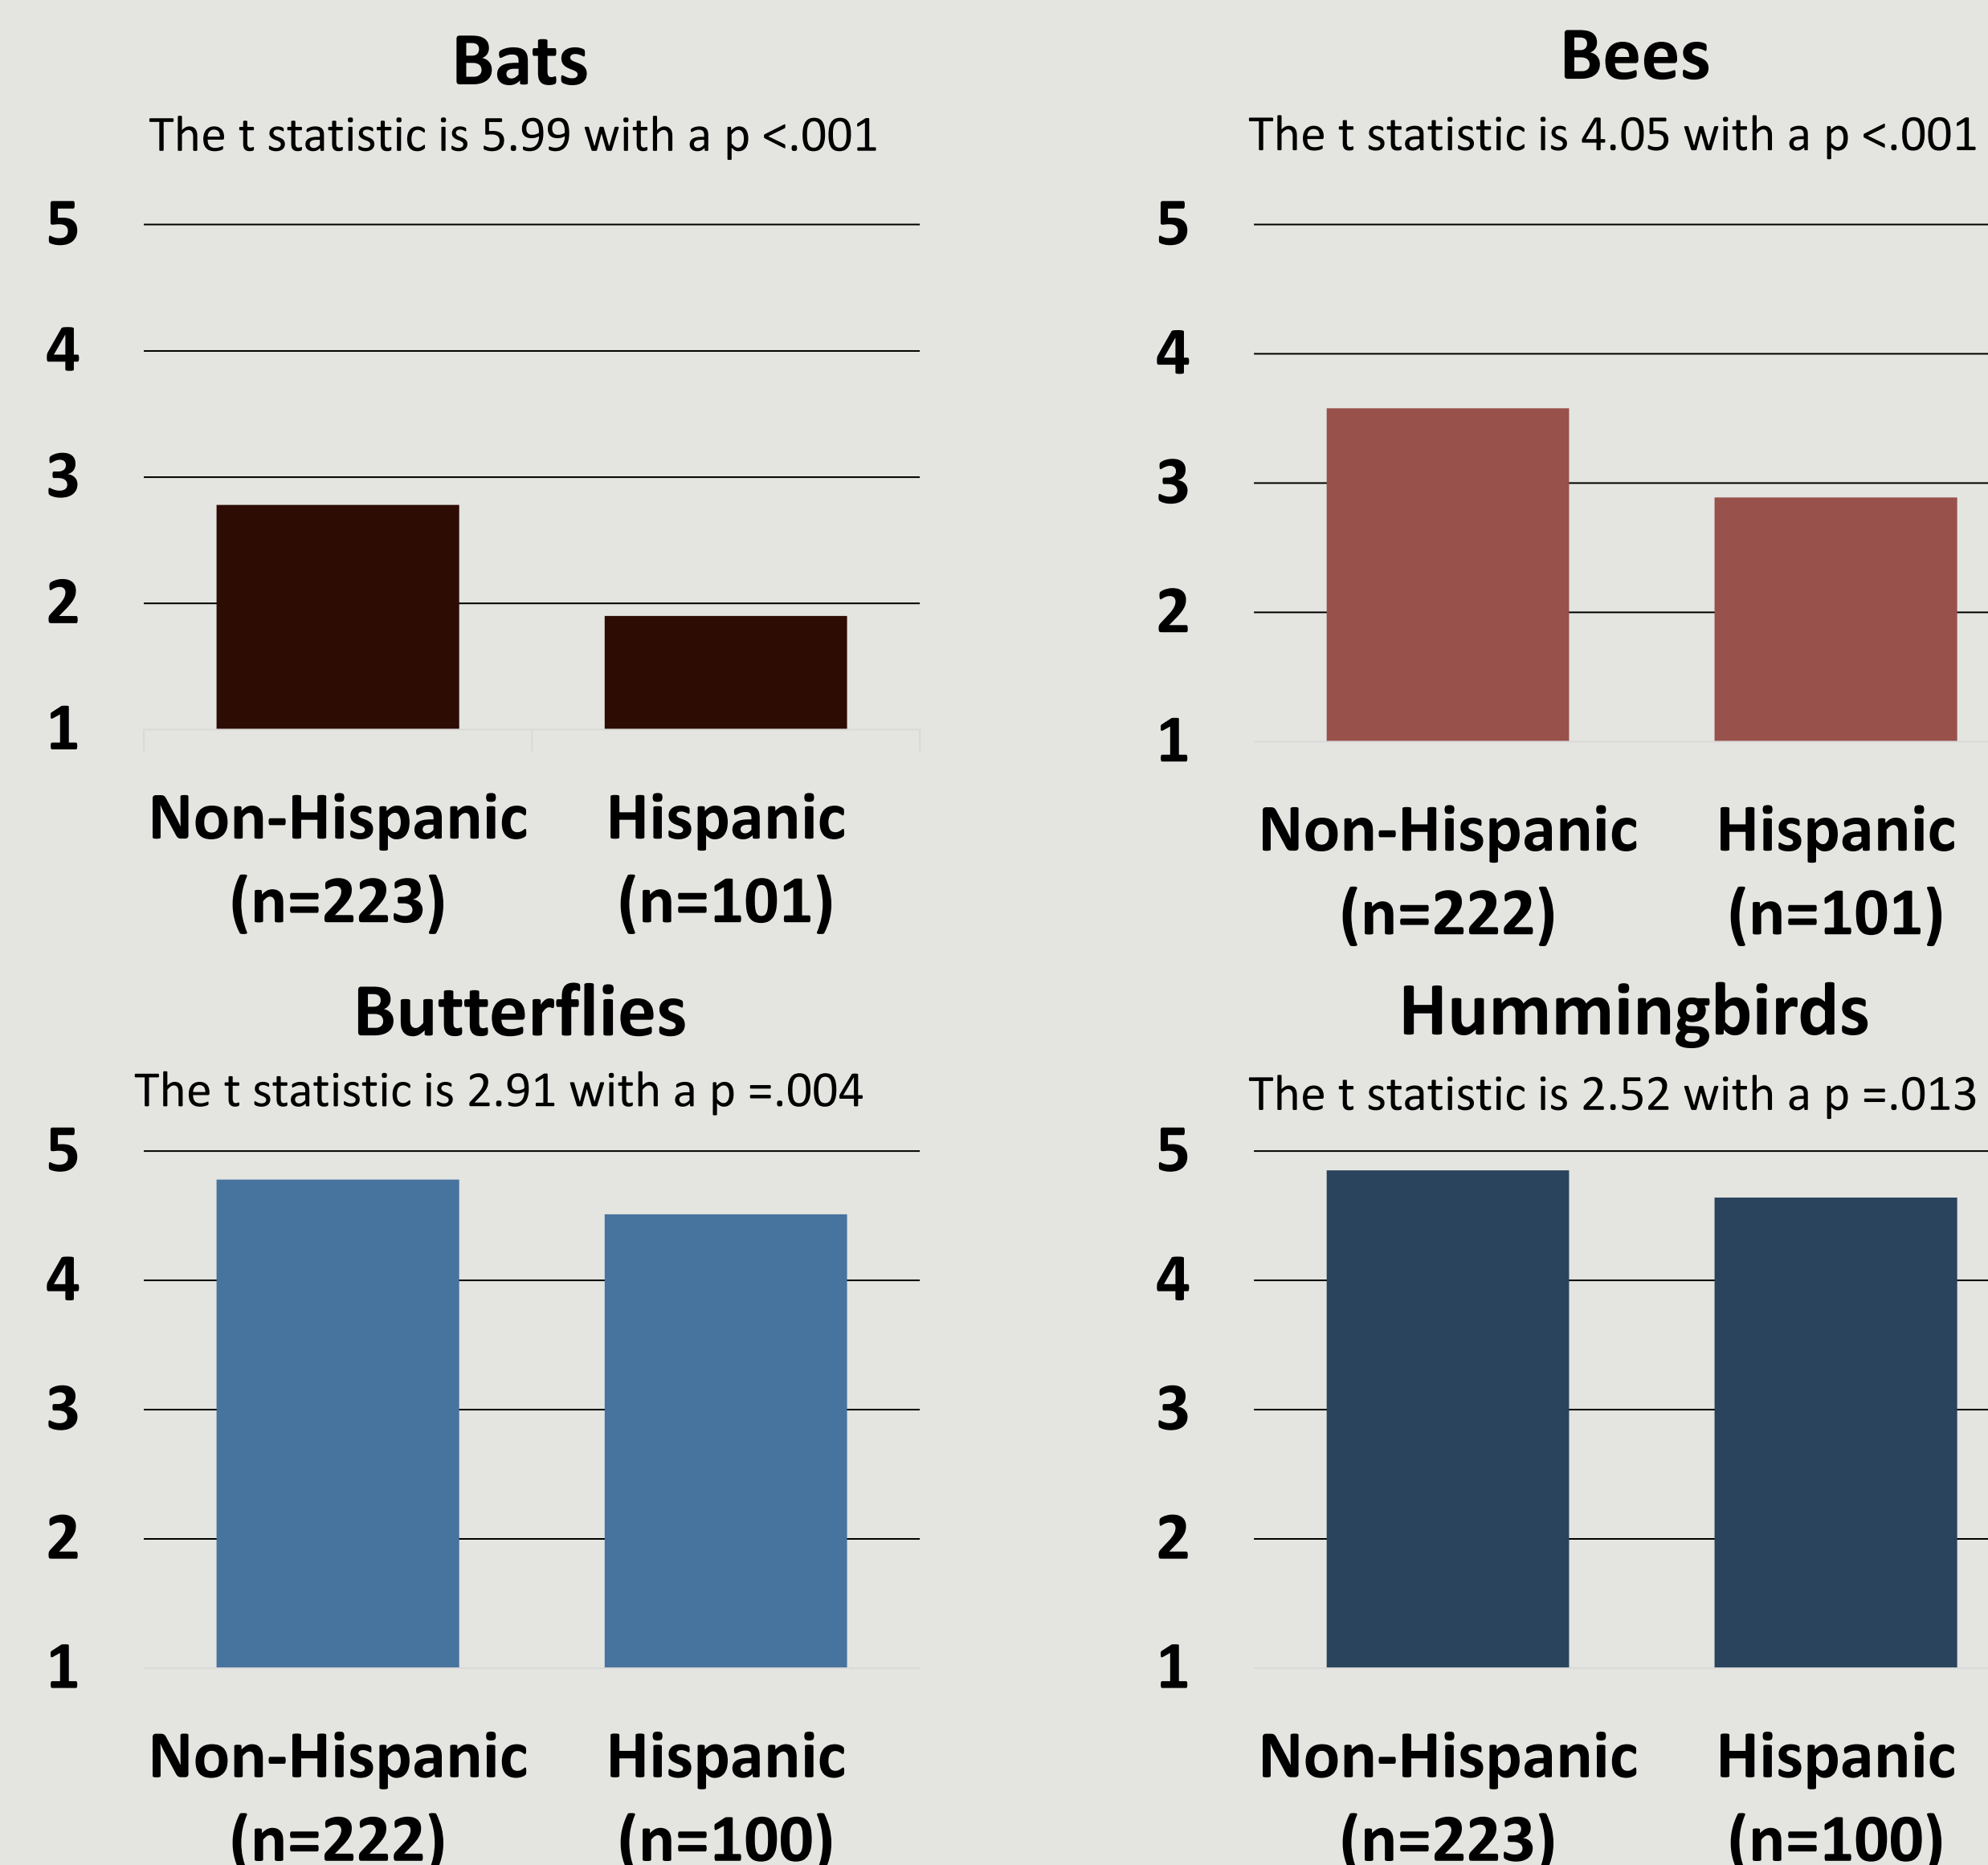 Bats
The t statistic is 5.99 with a p <.001
5
4
3
2
1
Non-Hispanic Hispanic
(n=223) (n=101)
Bees
The t statistic is 4.05 with a p <.001
5
4
3
2
1
Non-Hispanic Hispanic
(n=222) (n=101)
Butterflies
The t statistic is 2.91 with a p =.004
5
4
3
2
1
Non-Hispanic Hispanic
(n=222) (n=100)
Hummingbirds
The t statistic is 2.52 with a p =.013
5
4
3
2
1
Non-Hispanic Hispanic
(n=223) (n=100)